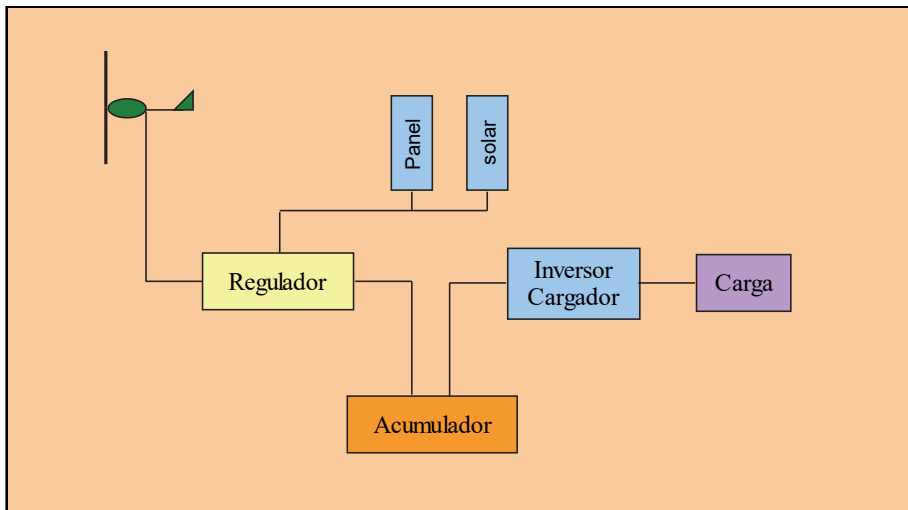 Panel
solar
Regulador
Inversor
Cargador
Carga
Acumulador